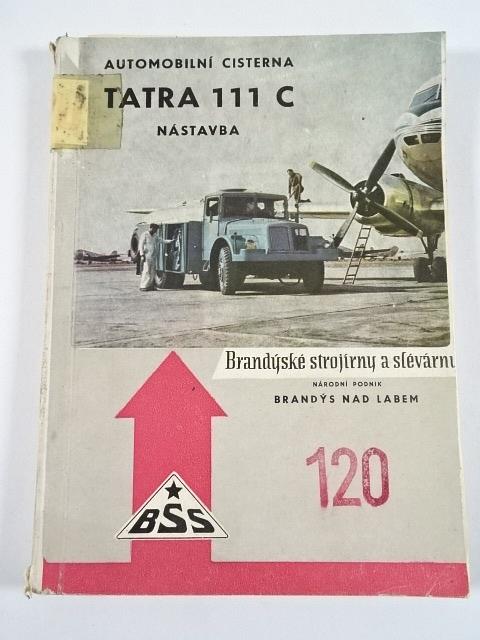 AUTOMOBILNÍ CISTERNA
TATRA 111 C
NÁSTAVBA
Brandýské strojírny a slévárny
NÁRODNÍ PODNIK
BRANDÝS NAD LABEM
120
BSS